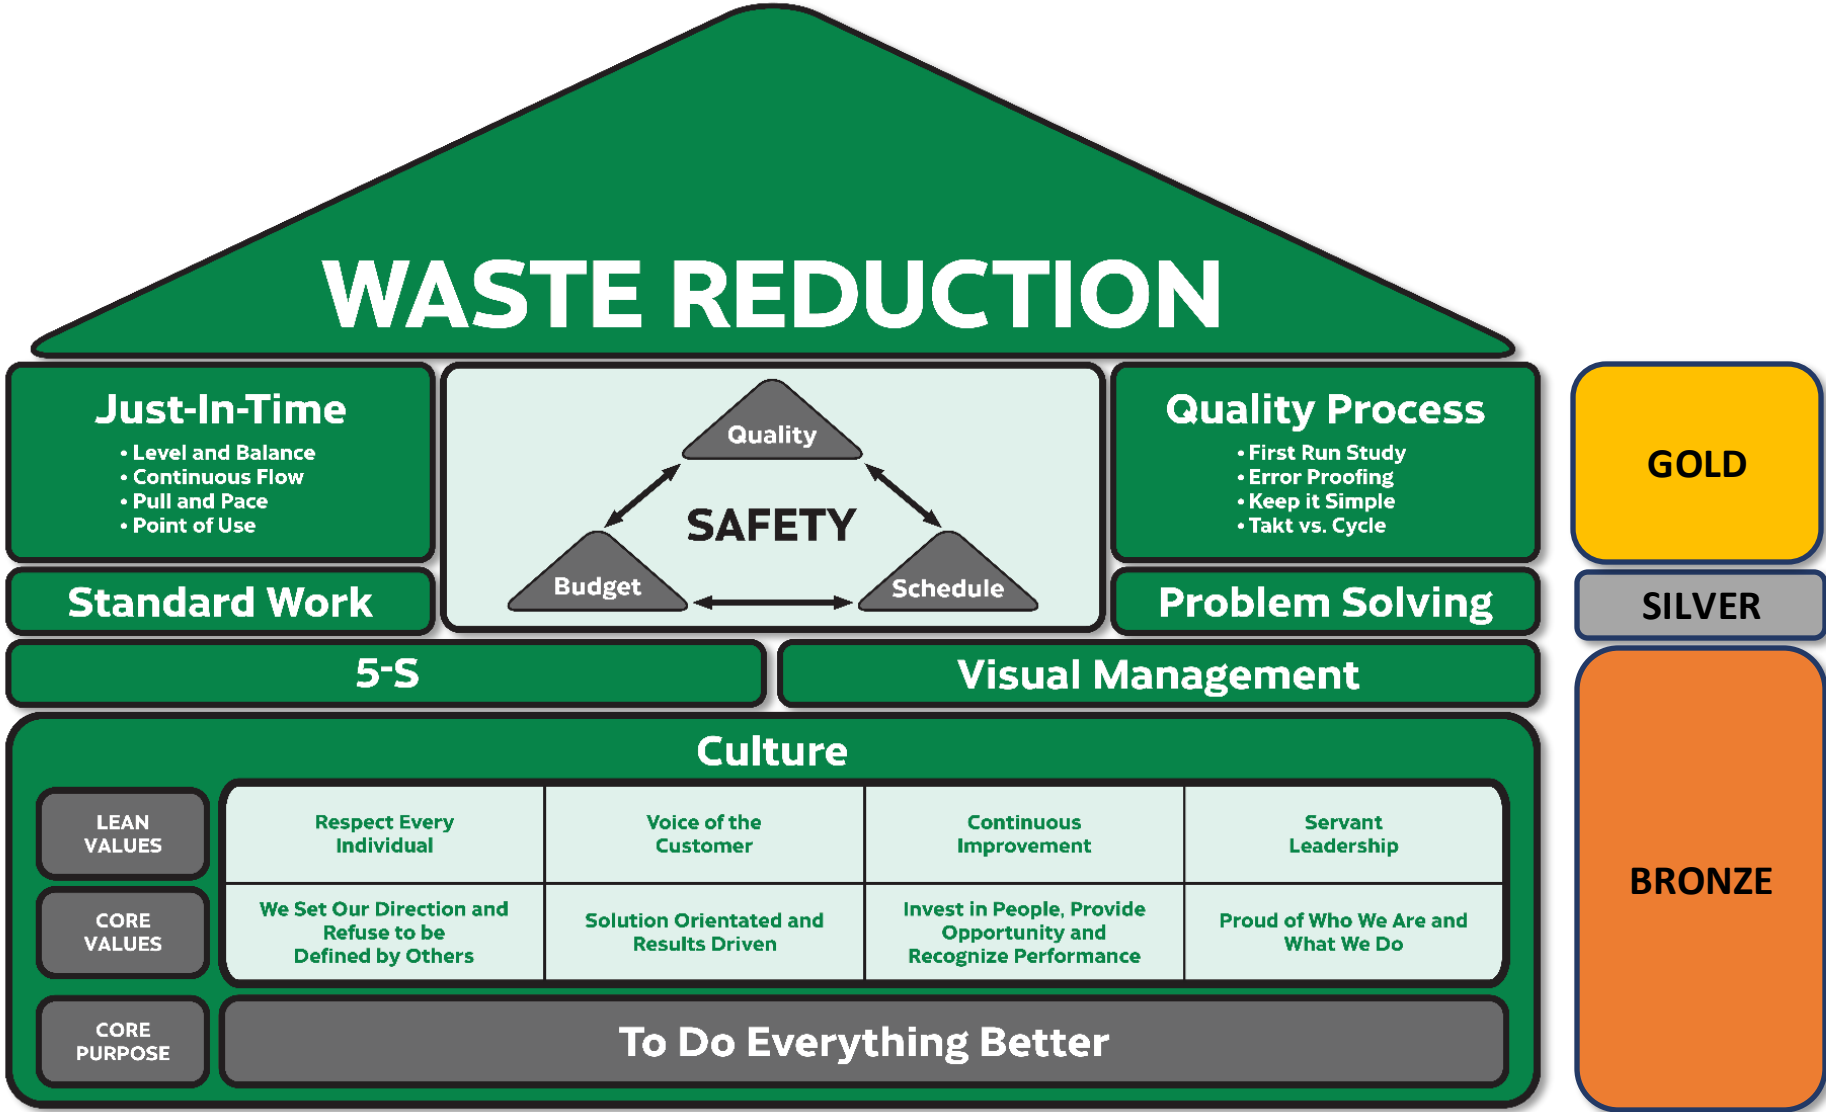 WASTE REDUCTION
Just-In-Time
• Level and Balance
• Continuous Flow
• Pull and Pace
• Point of Use
Quality
SAFETY
Budget
Schedule
Quality Process
• First Run Study
• Error Proofing
• Keep it Simple
• Takt vs. Cycle
GOLD
Standard Work
Problem Solving
SILVER
5-S
Visual Management
Culture
LEAN
VALUES
Respect Every
Individual
Voice of the
Customer
Continuous
Improvement
Servant
Leadership
CORE
VALUES
We Set Our Direction and
Refuse to be
Defined by Others
Solution Orientated and
Results Driven
Invest in People, Provide
Opportunity and
Recognize Performance
Proud of Who We Are and
What We Do
CORE
PURPOSE
To Do Everything Better
BRONZE